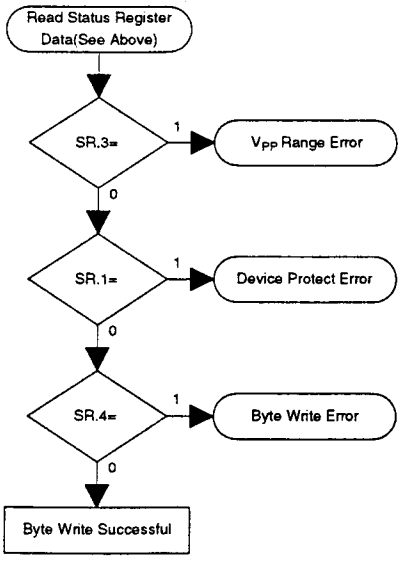 Read Status Register
Data(See Above)
SR.3=
1
VPP Range Error
0
SR.1=
1
Device Protect Error
0
SR.4=
1
Byte Write Error
0
Byte Write Successful